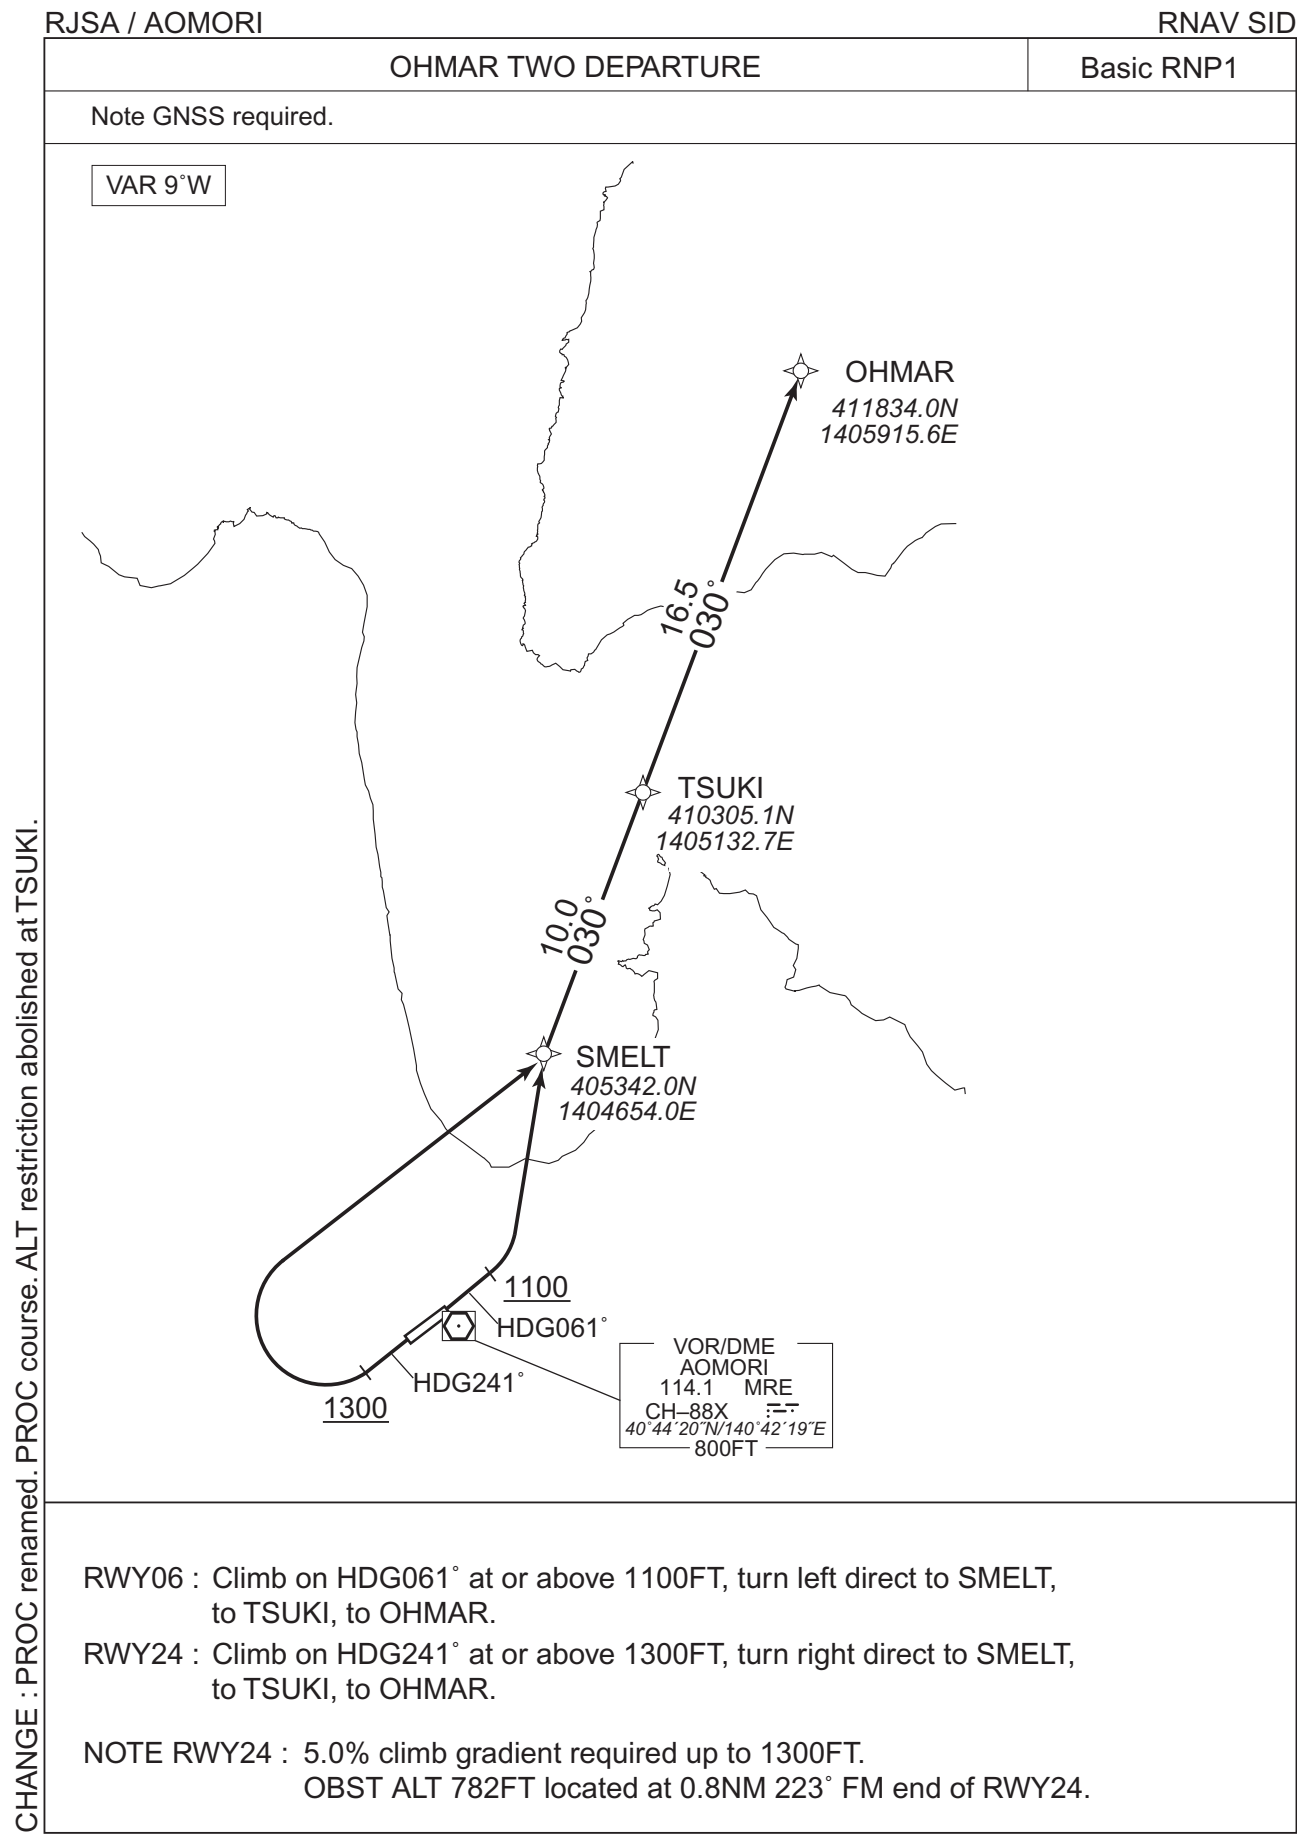 RJSA / AOMORI
RNAV SID
OHMAR TWO DEPARTURE
Basic RNP1
Note GNSS required.
VAR 9˚W
OHMAR
411834.0N
1405915.6E
16.5
030˚
TSUKI
410305.1N
1405132.7E
10.0
030˚
SMELT
405342.0N
1404654.0E
1100
HDG061˚
HDG241˚
1300
VOR/DME
AOMORI
114.1 MRE
CH–88X
40˚44´20˝N/140˚42´19˝E
800FT
RWY06 : Climb on HDG061˚ at or above 1100FT, turn left direct to SMELT,
to TSUKI, to OHMAR.
RWY24 : Climb on HDG241˚ at or above 1300FT, turn right direct to SMELT,
to TSUKI, to OHMAR.
NOTE RWY24 : 5.0% climb gradient required up to 1300FT.
OBST ALT 782FT located at 0.8NM 223˚ FM end of RWY24.
CHANGE : PROC renamed. PROC course. ALT restriction abolished at TSUKI.